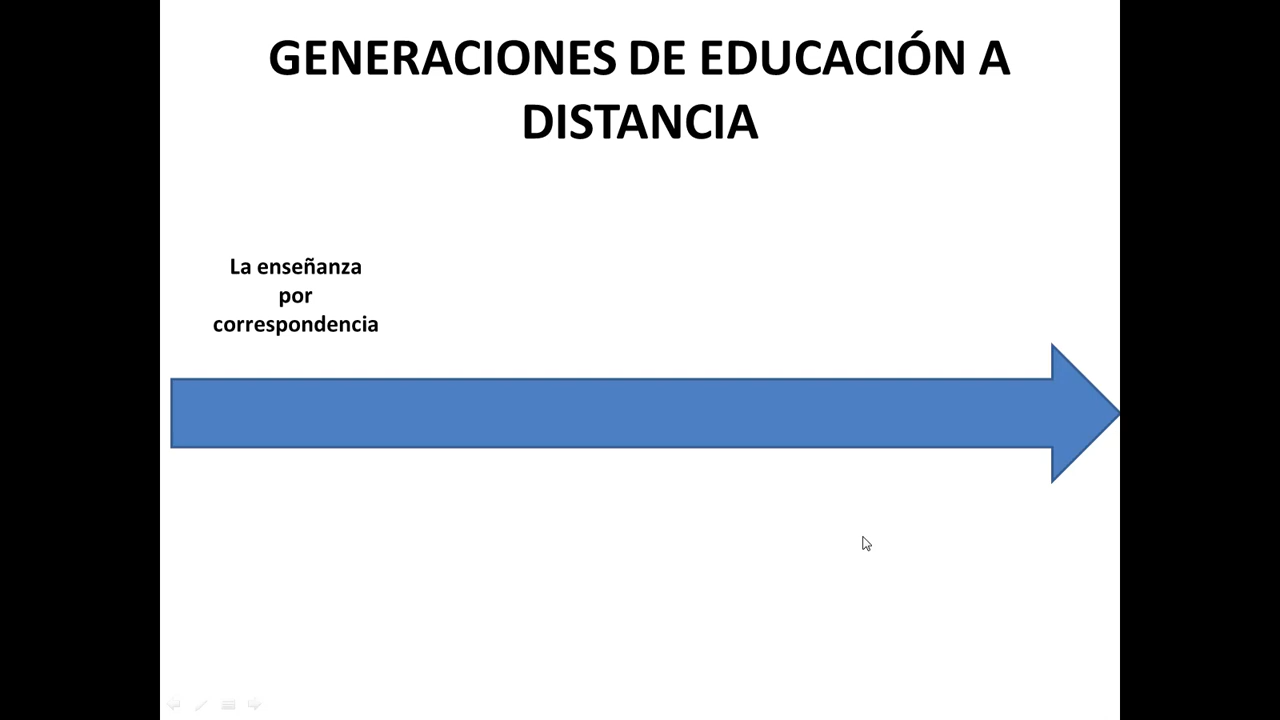 GENERACIONES DE EDUCACIÓN A
DISTANCIA
La enseñanza
por
correspondencia